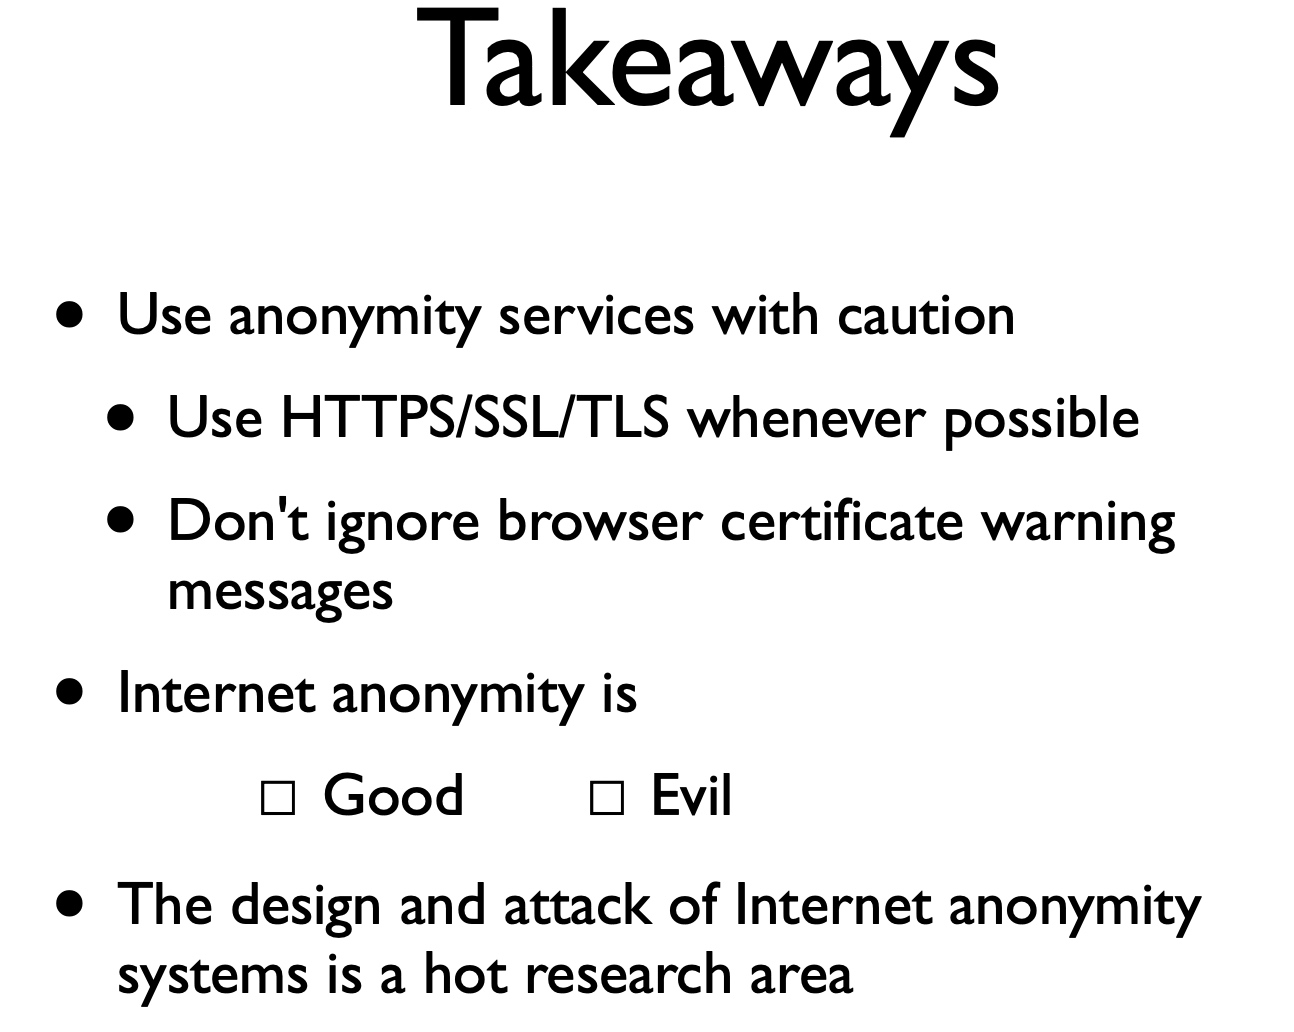 Takeaways
• Use anonymity services with caution
• Use HTTPS/SSL/TLS whenever possible
• Don't ignore browser certificate warning
messages
• Internet anonymity is
□ Good □ Evil
• The design and attack of Internet anonymity
systems is a hot research area